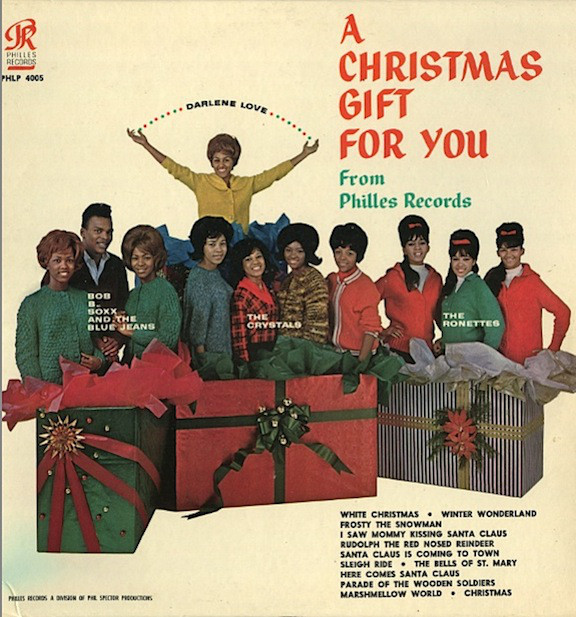 PR
PHILLES
RECORDS
PHLP 4005
A
CHRISTMAS
GIFT
FOR YOU
From
Philles Records
DARLENE LOVE
BOB
B.
SOXX
AND THE
BLUE JEANS
THE
CRYSTALS
THE
RONETTES
WHITE CHRISTMAS • WINTER WONDERLAND
FROSTY THE SNOWMAN
I SAW MOMMY KISSING SANTA CLAUS
RUDOLPH THE RED NOSED REINDEER
SANTA CLAUS IS COMING TO TOWN
SLEIGH RIDE • THE BELLS OF ST. MARY
HERE COMES SANTA CLAUS
PARADE OF THE WOODEN SOLDIERS
MARSHMELLOW WORLD • CHRISTMAS
PHILLES RECORDS A DIVISION OF PHIL SPECTOR PRODUCTIONS